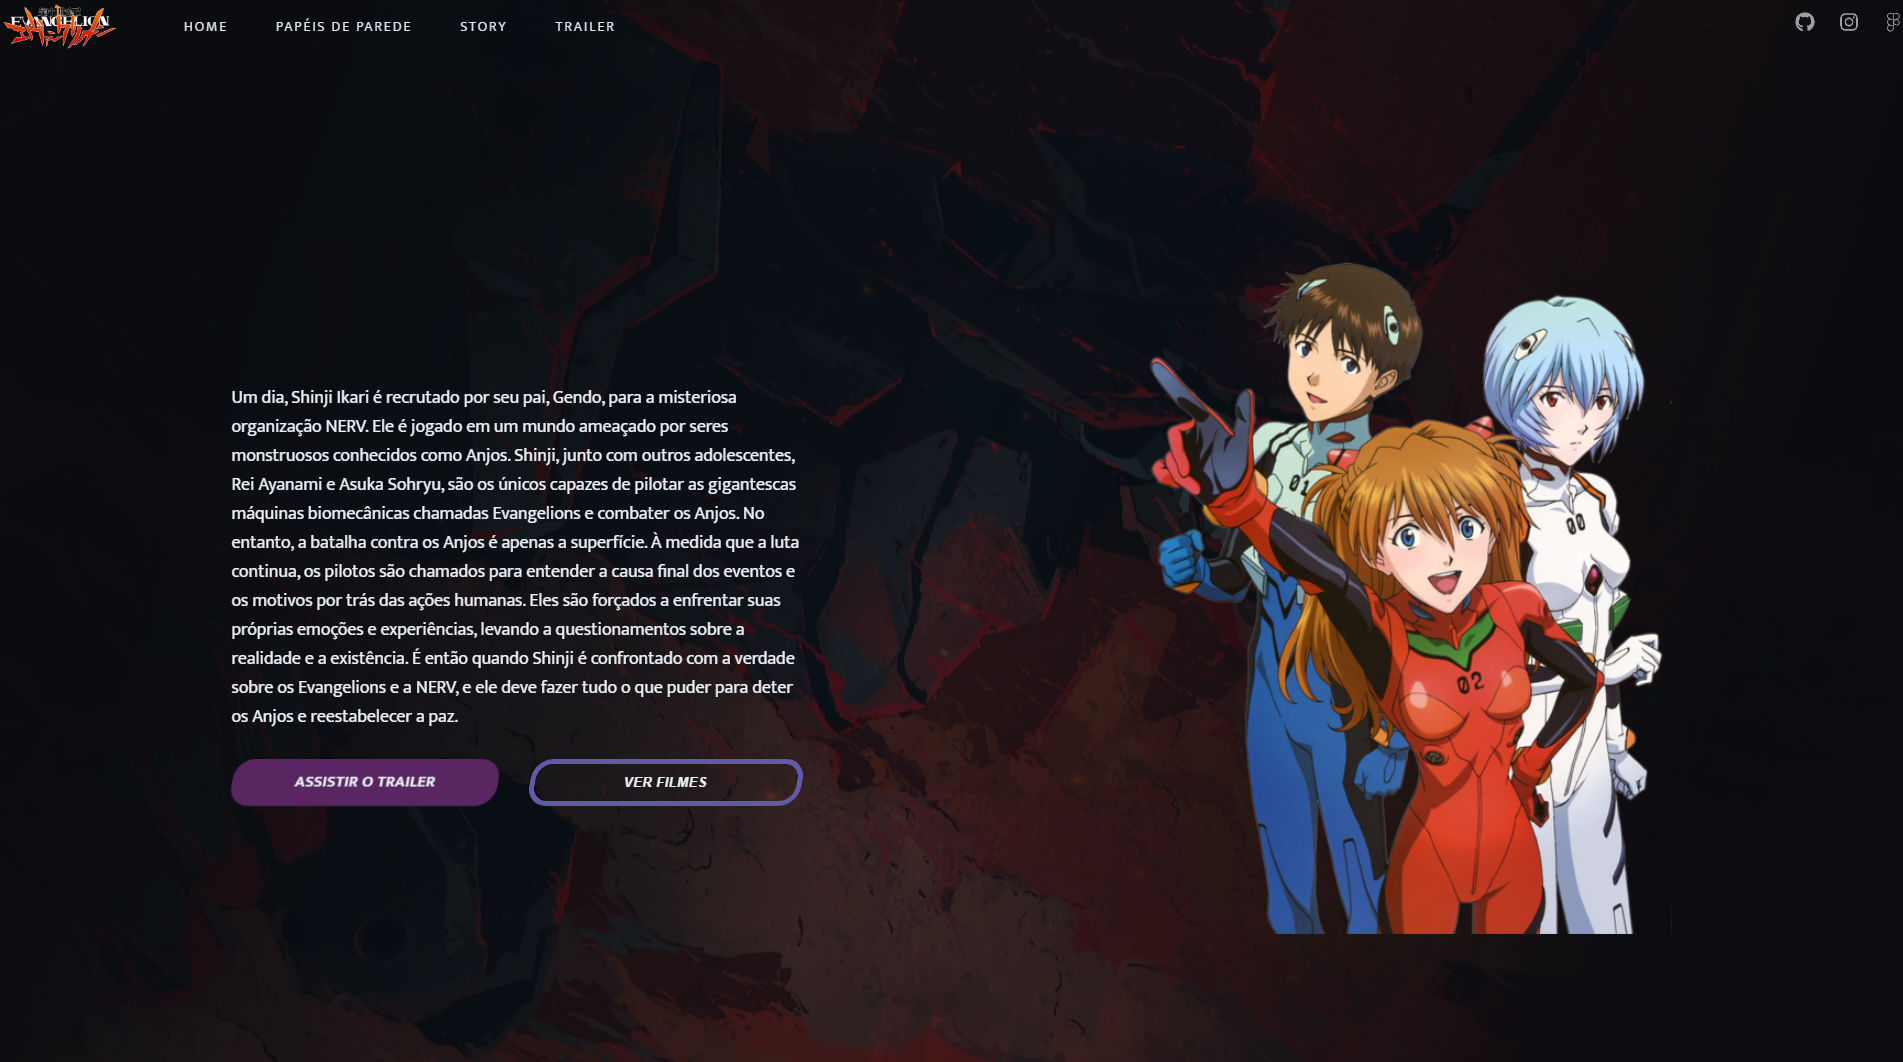 EVANGELION
HOME
PAPÉIS DE PAREDE
STORY
TRAILER
Um dia, Shinji Ikari é recrutado por seu pai, Gendo, para a misteriosa
organização NERV. Ele é jogado em um mundo ameaçado por seres
monstruosos conhecidos como Anjos. Shinji, junto com outros adolescentes,
Rei Ayanami e Asuka Sohryu, são os únicos capazes de pilotar as gigantescas
máquinas biomecânicas chamadas Evangelions e combater os Anjos. No
entanto, a batalha contra os Anjos é apenas a superfície. À medida que a luta
continua, os pilotos são chamados para entender a causa final dos eventos e
os motivos por trás das ações humanas. Eles são forçados a enfrentar suas
próprias emoções e experiências, levando a questionamentos sobre a
realidade e a existência. É então quando Shinji é confrontado com a verdade
sobre os Evangelions e a NERV, e ele deve fazer tudo o que puder para deter
os Anjos e reestabelecer a paz.
ASSISTIR O TRAILER
VER FILMES
01
00
02